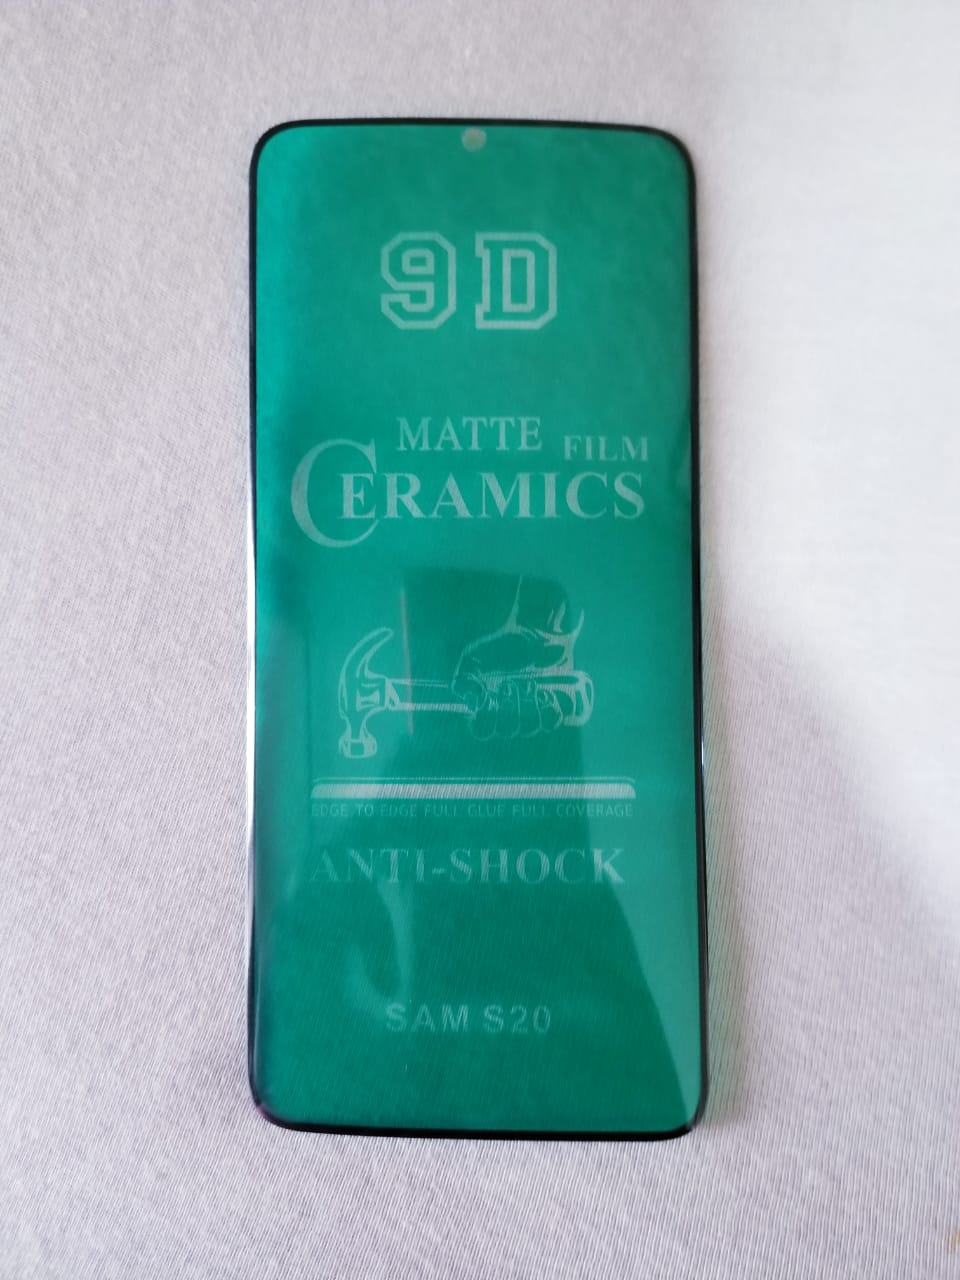 9D
MATTE FILM
CERAMICS
EDGE TO EDGE FULL GLUE FULL COVERAGE
ANTI-SHOCK
SAM S20